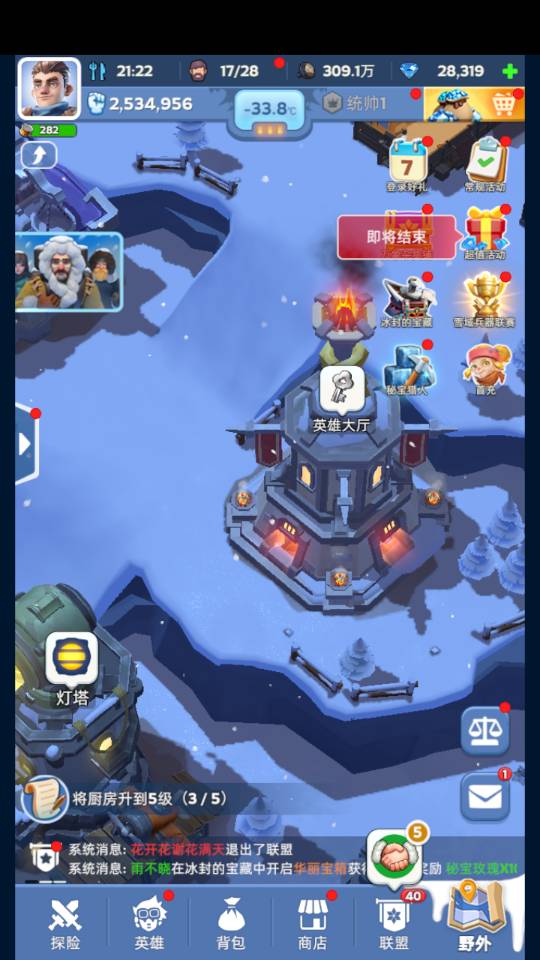 21:22
17/28
309.1万
28,319
2,534,956
-33.8℃
统帅1
282
7
登录好礼
常规活动
即将结束
超值活动
冰封的宝藏
雪域兵器联赛
秘宝猎人
首充
英雄大厅
灯塔
将厨房升到5级（3 / 5）
1
系统消息: 花开花谢花满天退出了联盟
5
系统消息: 雨不晓在冰封的宝藏中开启华丽宝箱获得 奖励 秘宝玫瑰X1
40
探险
英雄
背包
商店
联盟
野外